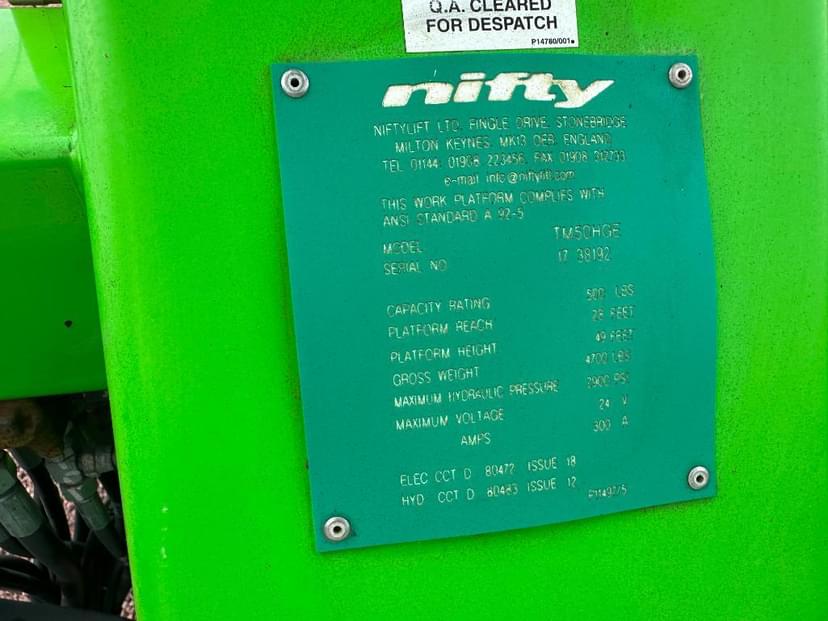 Q.A. CLEARED
FOR DESPATCH
P14780/001
nifty
NIFTYLIFT LTD, FINGLE DRIVE, STONEBRIDGE
MILTON KEYNES, MK13 0ER, ENGLAND
TEL 01144 01908 223456, FAX 01908 312733
e-mail info@niftylift.com
THIS WORK PLATFORM COMPLIES WITH
ANSI STANDARD A 92-5
MODEL TM50HGE
SERIAL NO 17 38192
CAPACITY RATING 500 LBS
PLATFORM REACH 28 FEET
PLATFORM HEIGHT 49 FEET
GROSS WEIGHT 4700 LBS
MAXIMUM HYDRAULIC PRESSURE 2900 PSI
MAXIMUM VOLTAGE 24 V
AMPS 300 A
ELEC CCT D 80472 ISSUE 18
HYD CCT D 80483 ISSUE 12
P11497/5